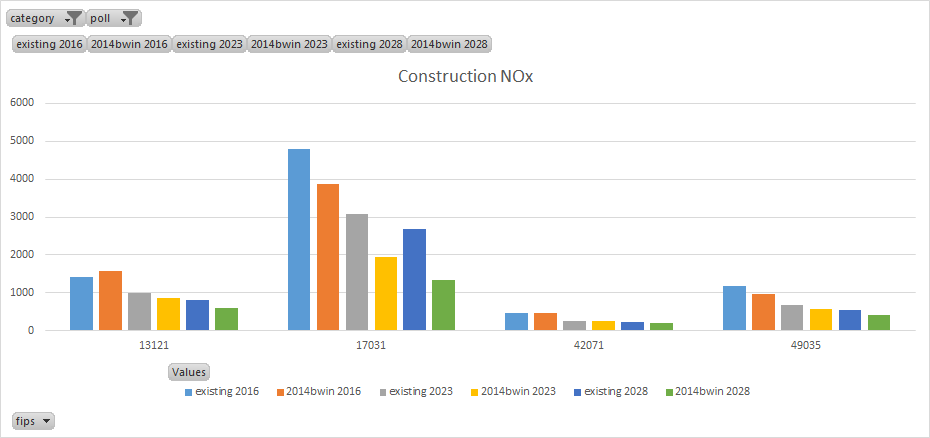 category poll
existing 2016 2014bwin 2016 existing 2023 2014bwin 2023 existing 2028 2014bwin 2028
Construction NOx
6000
5000
4000
3000
2000
1000
0
13121 17031 42071 49035
Values
existing 2016 2014bwin 2016 existing 2023 2014bwin 2023 existing 2028 2014bwin 2028
fips